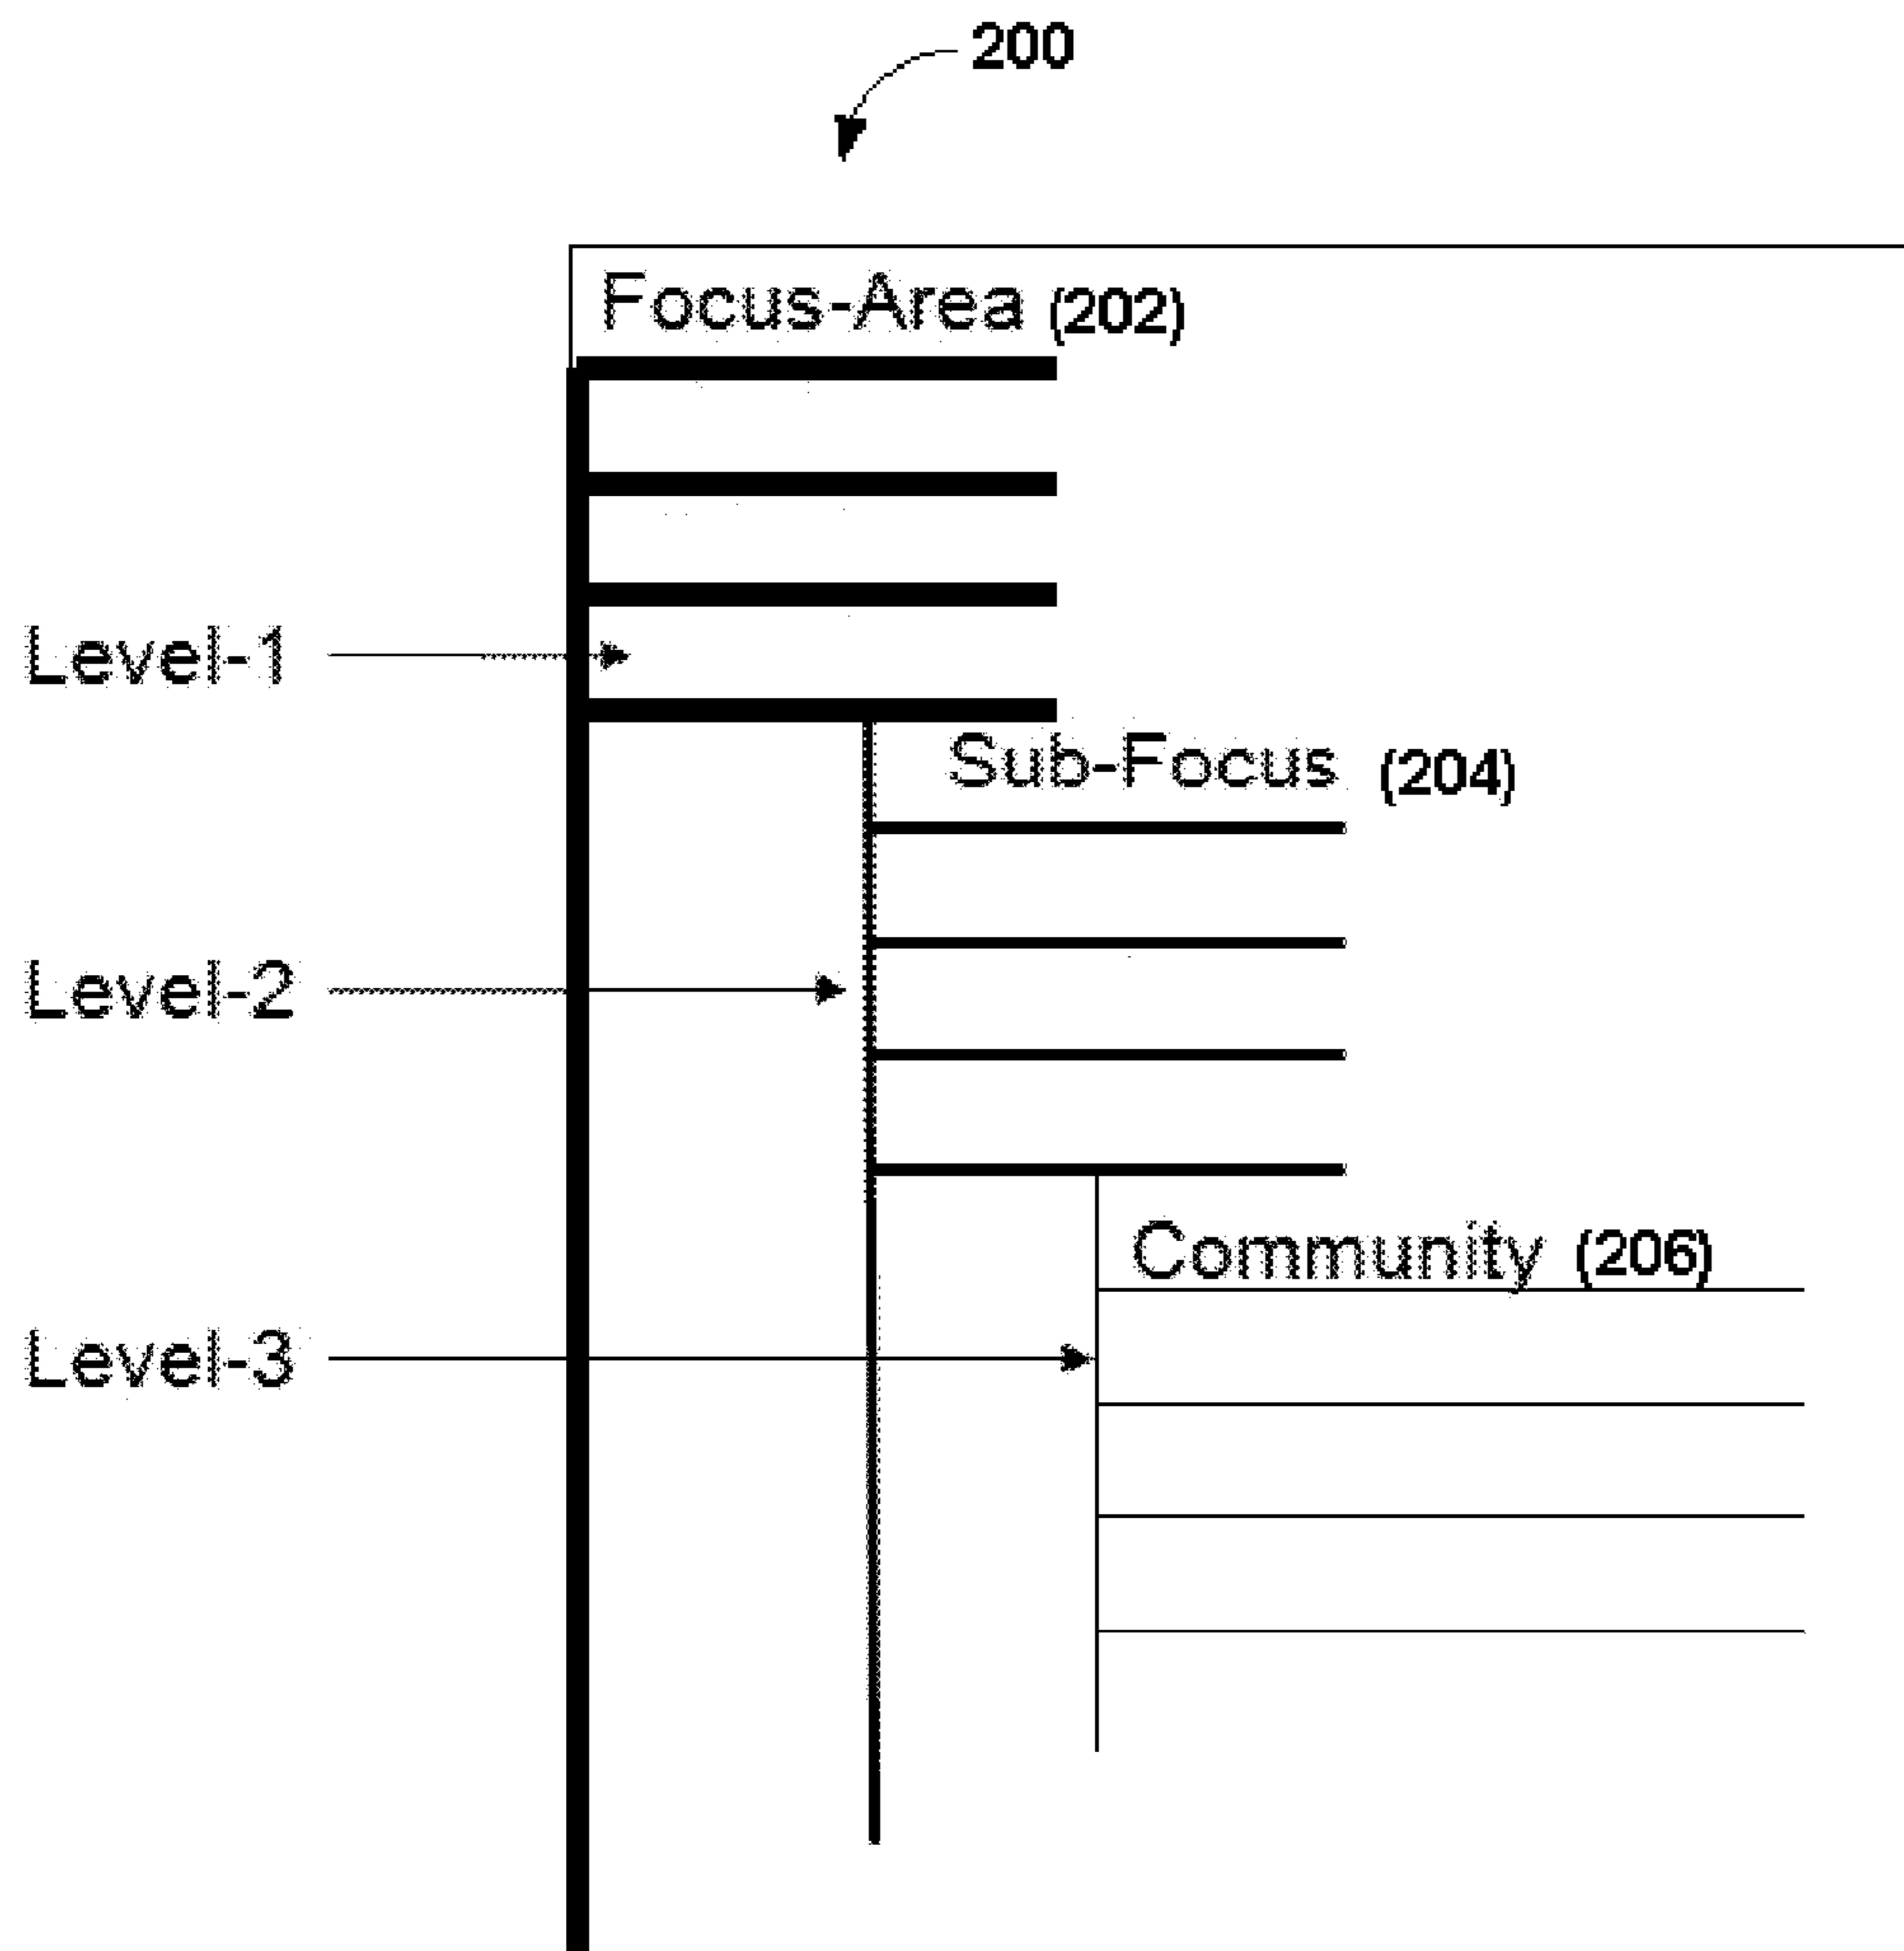 200
Focus-Area (202)
Level-1
Sub-Focus (204)
Level-2
Community (206)
Level-3